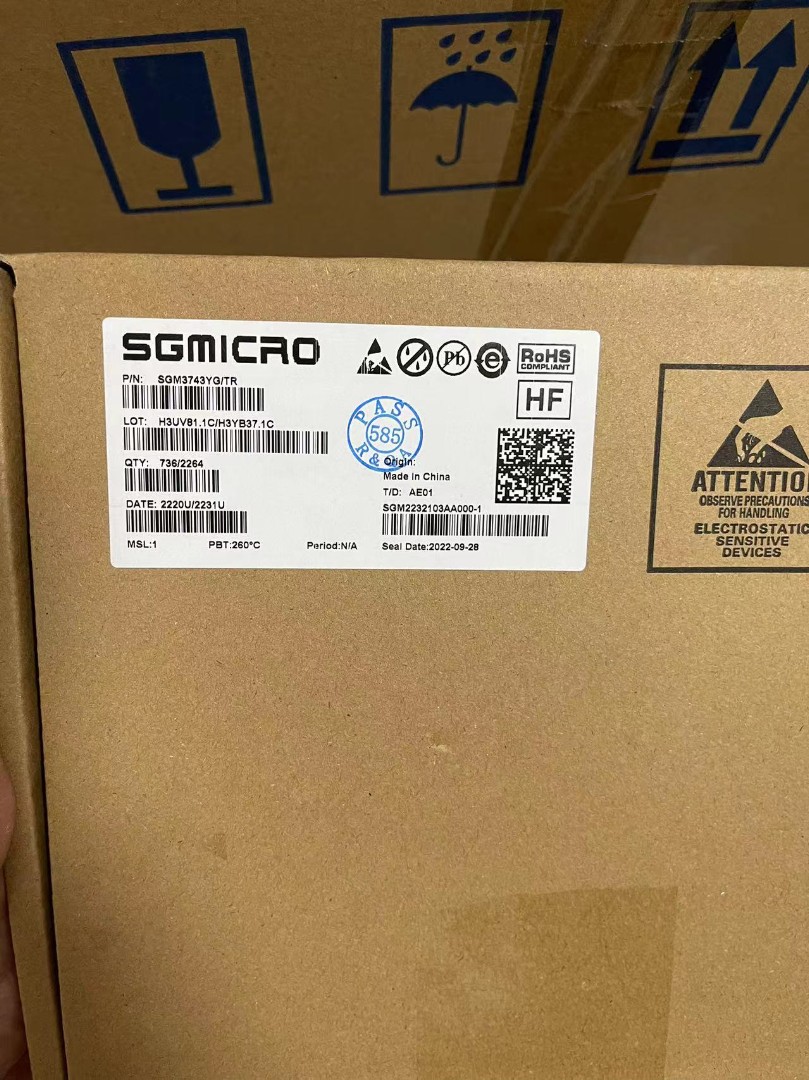 SGMICRO
Pb
e
RoHS
COMPLIANT
P/N: SGM3743YG/TR
HF
LOT: H3UV81.1C/H3YB37.1C
PASS
585
QTY: 736/2264
Origin:
Made in China
T/D: AE01
DATE: 2220U/2231U
SGM2232103AA000-1
MSL:1 PBT:260°C Period:N/A Seal Date:2022-09-28
ATTENTIO
OBSERVE PRECAUTIONS
FOR HANDLING
ELECTROSTATIC
SENSITIVE
DEVICES